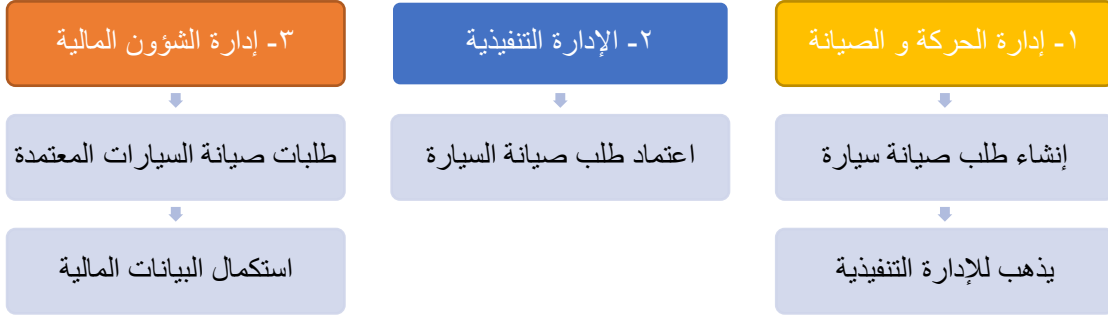 ١- إدارة الحركة و الصيانة
إنشاء طلب صيانة سيارة
يذهب للإدارة التنفيذية
٢- الإدارة التنفيذية
اعتماد طلب صيانة السيارة
٣- إدارة الشؤون المالية
طلبات صيانة السيارات المعتمدة
استكمال البيانات المالية